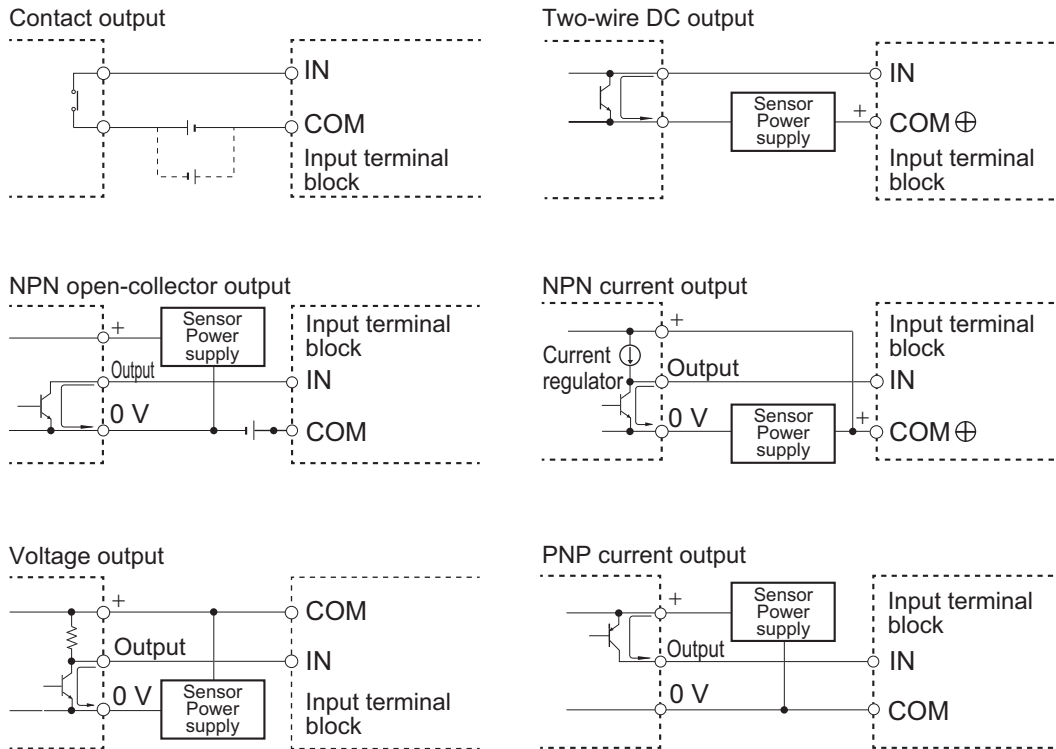 Contact output
IN
COM
Input terminal
block
Two-wire DC output
IN
Sensor
Power
supply
+
COM ⊕
Input terminal
block
NPN open-collector output
+
Sensor
Power
supply
Input terminal
block
Output
IN
0 V
COM
NPN current output
+
Input terminal
block
Current
regulator
Output
IN
0 V
Sensor
Power
supply
+
COM ⊕
Voltage output
+
COM
Output
IN
0 V
Sensor
Power
supply
Input terminal
block
PNP current output
+
Sensor
Power
supply
Input terminal
block
Output
IN
0 V
COM